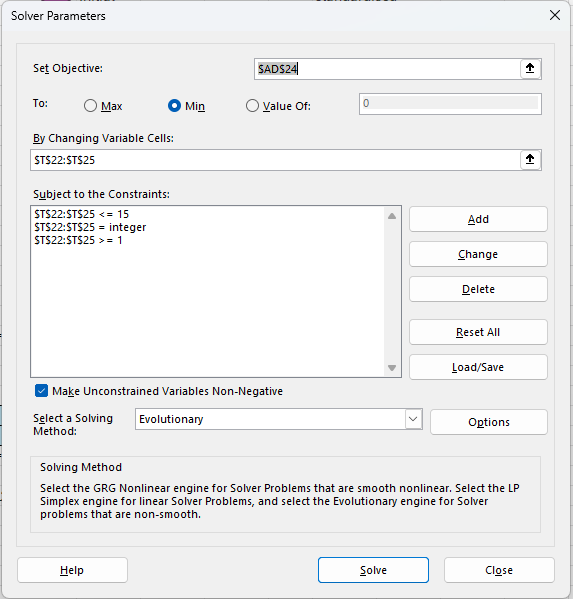 Solver Parameters
Set Objective:
$AD$24
To:
Max
Min
Value Of:
0
By Changing Variable Cells:
$T$22:$T$25
Subject to the Constraints:
$T$22:$T$25 <= 15
$T$22:$T$25 = integer
$T$22:$T$25 >= 1
Add
Change
Delete
Reset All
Load/Save
Make Unconstrained Variables Non-Negative
Select a Solving
Method:
Evolutionary
Options
Solving Method
Select the GRG Nonlinear engine for Solver Problems that are smooth nonlinear. Select the LP
Simplex engine for linear Solver Problems, and select the Evolutionary engine for Solver
problems that are non-smooth.
Help
Solve
Close